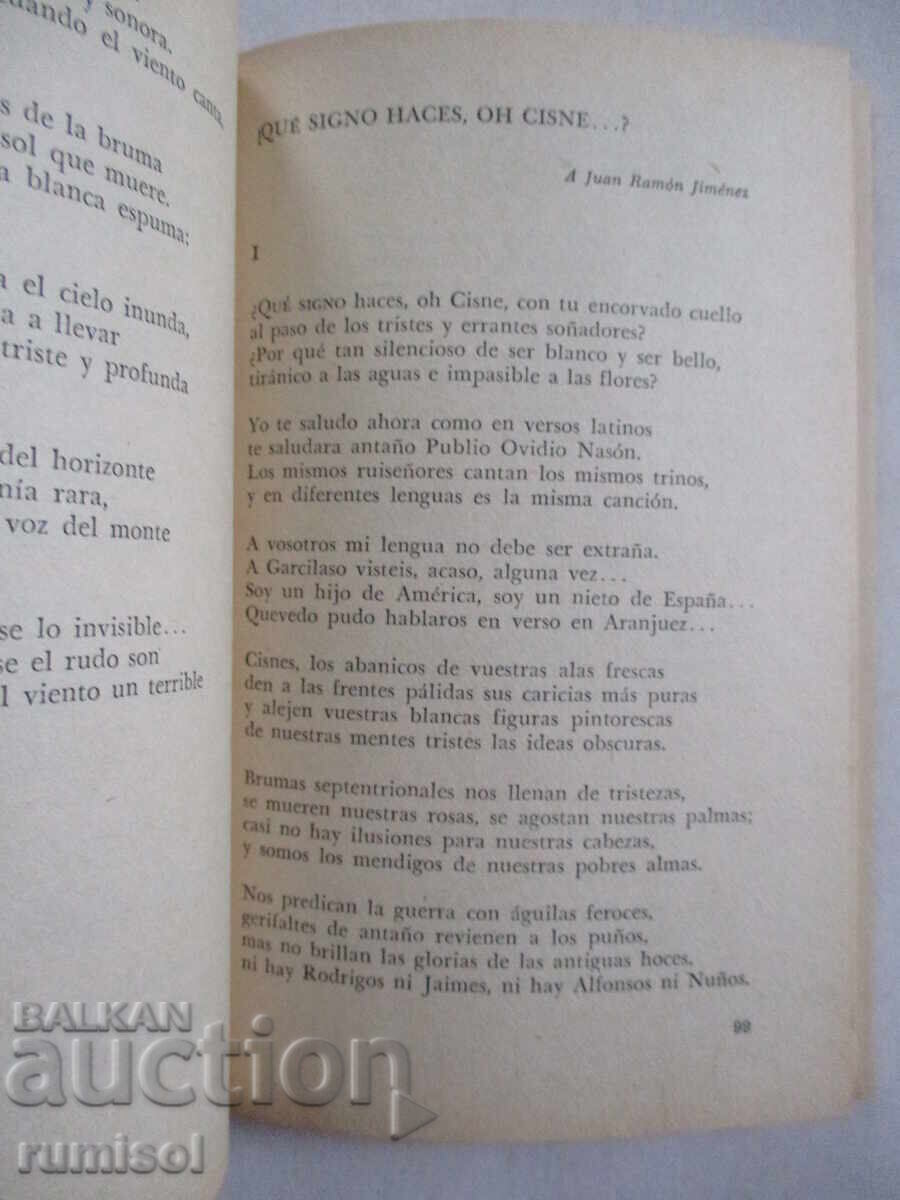 y sonora.
cuando el viento canta.
s de la bruma
sol que muere.
a blanca espuma:
a el cielo inunda,
a a llevar
triste y profunda
del horizonte
nía rara,
voz del monte
se lo invisible...
se el rudo son
l viento un terrible
¡QUÉ SIGNO HACES, OH CISNE...?
A Juan Ramón Jiménez
I
¿QUÉ SIGNO haces, oh Cisne, con tu encorvado cuello
al paso de los tristes y errantes soñadores?
¿Por qué tan silencioso de ser blanco y ser bello,
tiránico a las aguas e impasible a las flores?
Yo te saludo ahora como en versos latinos
te saludara antaño Publio Ovidio Nasón.
Los mismos ruiseñores cantan los mismos trinos,
y en diferentes lenguas es la misma canción.
A vosotros mi lengua no debe ser extraña.
A Garcilaso visteis, acaso, alguna vez...
Soy un hijo de América, soy un nieto de España...
Quevedo pudo hablaros en verso en Aranjuez...
Cisnes, los abanicos de vuestras alas frescas
den a las frentes pálidas sus caricias más puras
y alejen vuestras blancas figuras pintorescas
de nuestras mentes tristes las ideas obscuras.
Brumas septentrionales nos llenan de tristezas,
se mueren nuestras rosas, se agostan nuestras palmas;
casi no hay ilusiones para nuestras cabezas,
y somos los mendigos de nuestras pobres almas.
Nos predican la guerra con águilas feroces,
gerifaltes de antaño revienen a los puños,
mas no brillan las glorias de las antiguas hoces,
ni hay Rodrigos ni Jaimes, ni hay Alfonsos ni Nuños.
99
BALKAN
auction
rumisol